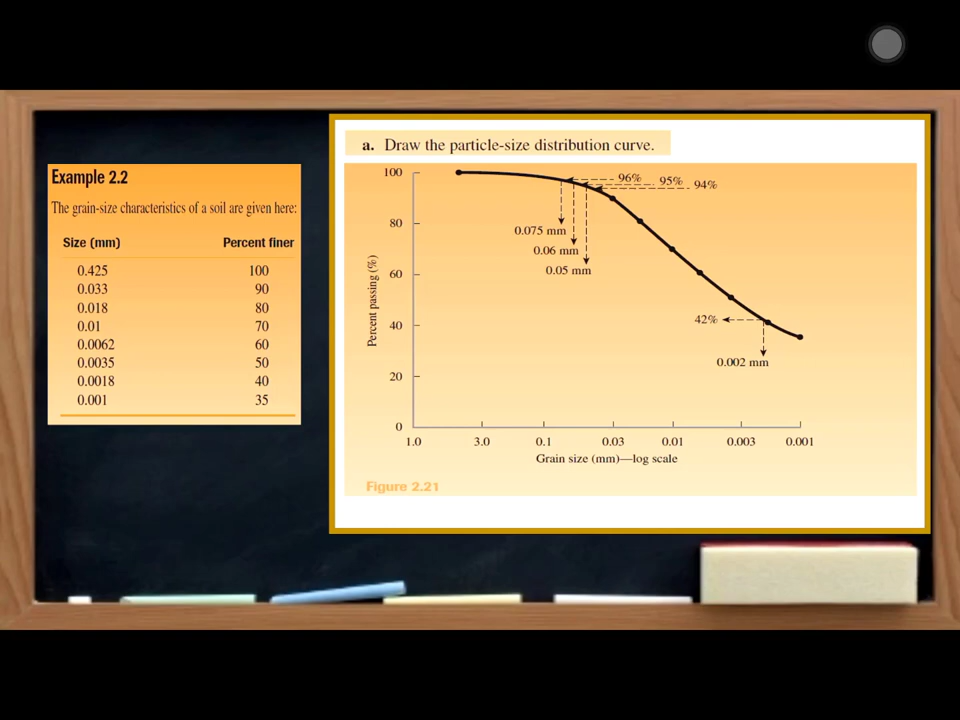 Example 2.2
The grain-size characteristics of a soil are given here:
Size (mm) Percent finer
0.425 100
0.033 90
0.018 80
0.01 70
0.0062 60
0.0035 50
0.0018 40
0.001 35
a. Draw the particle-size distribution curve.
100
80
60
40
20
0
Percent passing (%)
96%
95%
94%
0.075 mm
0.06 mm
0.05 mm
42%
0.002 mm
1.0 3.0 0.1 0.03 0.01 0.003 0.001
Grain size (mm)—log scale
Figure 2.21